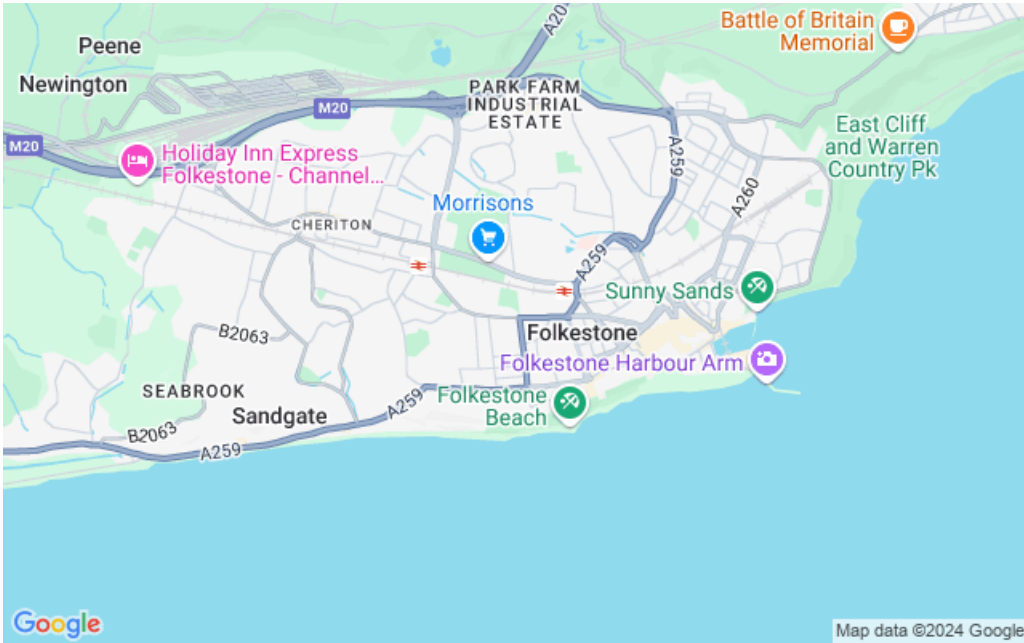 Peene
Newington
A20
Battle of Britain
Memorial
PARK FARM
INDUSTRIAL
ESTATE
M20
M20
Holiday Inn Express
Folkestone - Channel...
East Cliff
and Warren
Country Pk
A259
A260
Morrisons
CHERITON
A259
Sunny Sands
B2063
Folkestone
Folkestone Harbour Arm
SEABROOK
Sandgate
A259
Folkestone
Beach
B2063
A259
Google
Map data ©2024 Google